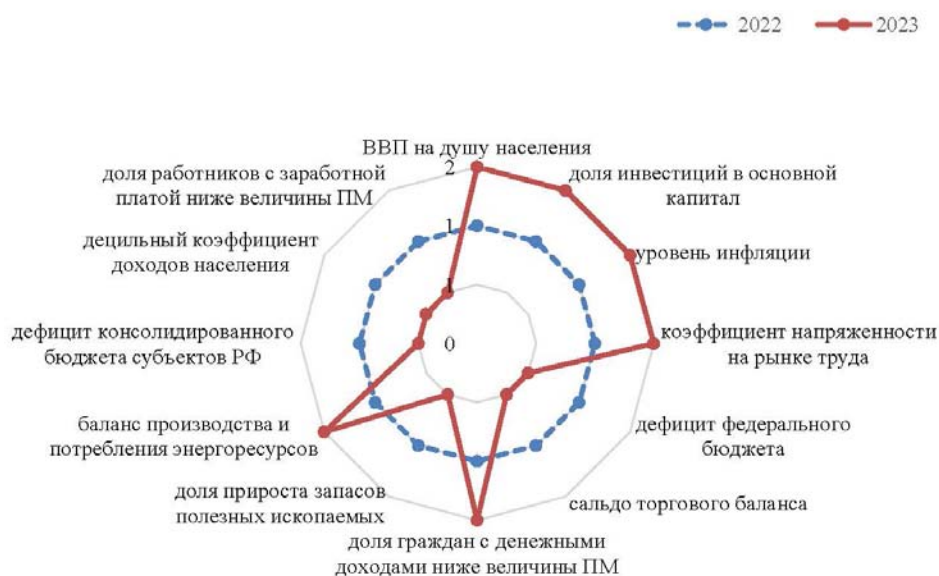 2022
2023
ВВП на душу населения
2
доля работников с заработной
платой ниже величины ПМ
доля инвестиций в основной
капитал
1
децильный коэффициент
доходов населения
уровень инфляции
1
дефицит консолидированного
бюджета субъектов РФ
0
коэффициент напряженности
на рынке труда
баланс производства и
потребления энергоресурсов
дефицит федерального
бюджета
доля прироста запасов
полезных ископаемых
сальдо торгового баланса
доля граждан с денежными
доходами ниже величины ПМ